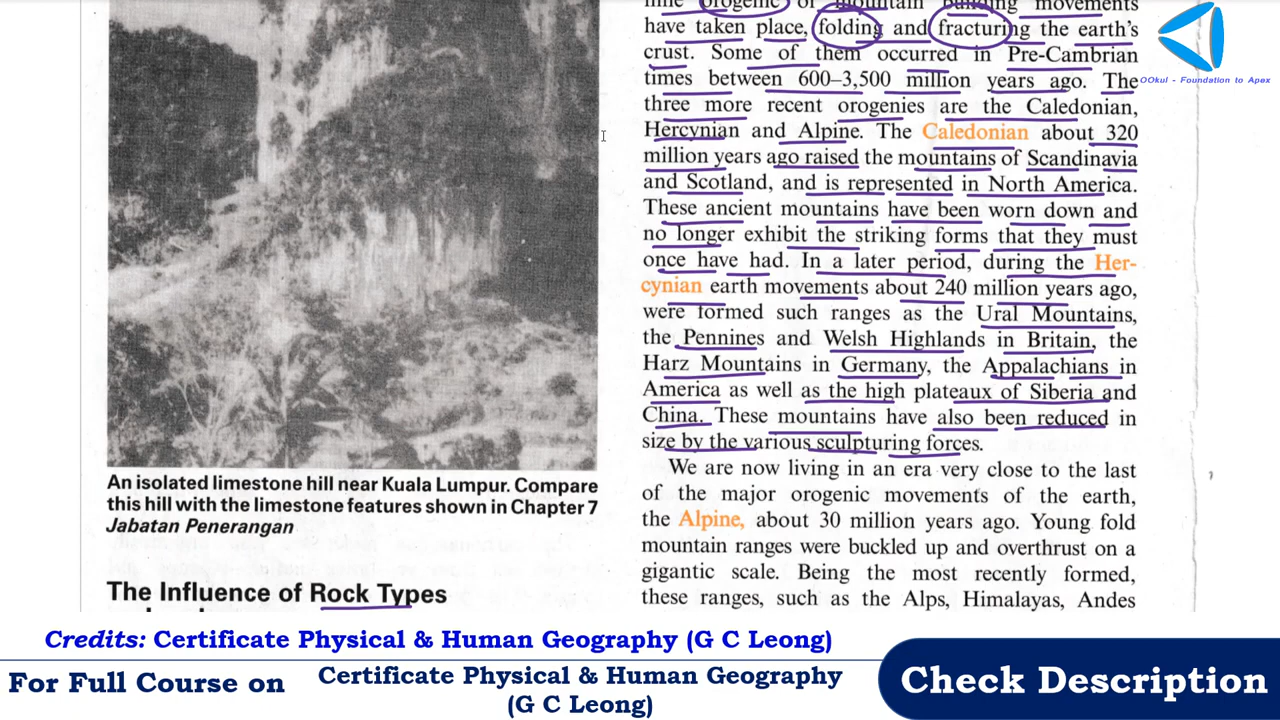 An isolated limestone hill near Kuala Lumpur. Compare
this hill with the limestone features shown in Chapter 7
Jabatan Penerangan
The Influence of Rock Types
orogenic or mountain building movements
have taken place, folding and fracturing the earth's
crust. Some of them occurred in Pre-Cambrian
times between 600–3,500 million years ago. The
three more recent orogenies are the Caledonian,
Hercynian and Alpine. The Caledonian about 320
million years ago raised the mountains of Scandinavia
and Scotland, and is represented in North America.
These ancient mountains have been worn down and
no longer exhibit the striking forms that they must
once have had. In a later period, during the Her-
cynian earth movements about 240 million years ago,
were formed such ranges as the Ural Mountains,
the Pennines and Welsh Highlands in Britain, the
Harz Mountains in Germany, the Appalachians in
America as well as the high plateaux of Siberia and
China. These mountains have also been reduced in
size by the various sculpturing forces.
We are now living in an era very close to the last
of the major orogenic movements of the earth,
the Alpine, about 30 million years ago. Young fold
mountain ranges were buckled up and overthrust on a
gigantic scale. Being the most recently formed,
these ranges, such as the Alps, Himalayas, Andes
OOkul - Foundation to Apex
Credits: Certificate Physical & Human Geography (G C Leong)
For Full Course on
Certificate Physical & Human Geography
(G C Leong)
Check Description